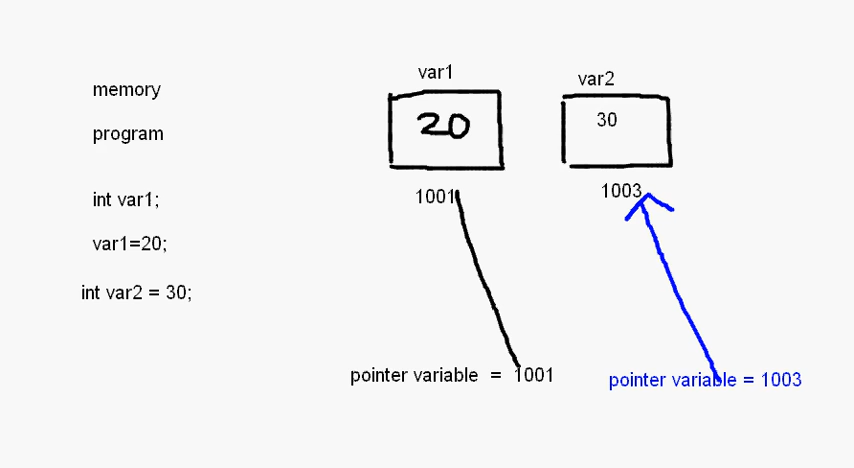 memory
program
int var1;
var1=20;
int var2 = 30;
var1
20
1001
var2
30
1003
pointer variable = 1001
pointer variable = 1003